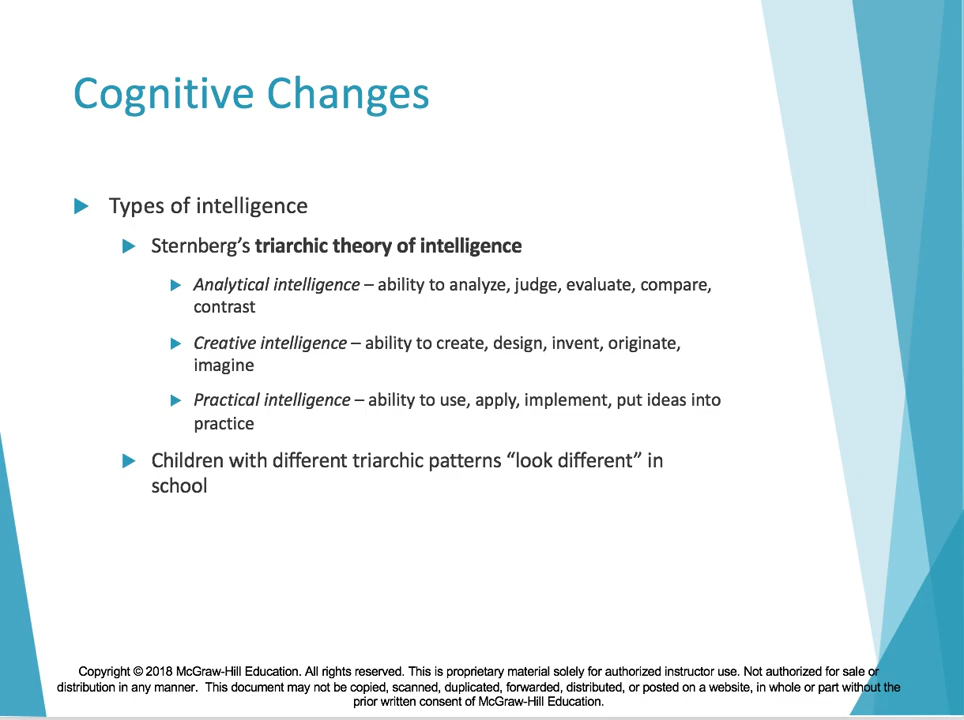 Cognitive Changes
Types of intelligence
Sternberg’s triarchic theory of intelligence
Analytical intelligence – ability to analyze, judge, evaluate, compare,
contrast
Creative intelligence – ability to create, design, invent, originate,
imagine
Practical intelligence – ability to use, apply, implement, put ideas into
practice
Children with different triarchic patterns “look different” in
school
Copyright © 2018 McGraw-Hill Education. All rights reserved. This is proprietary material solely for authorized instructor use. Not authorized for sale or
distribution in any manner. This document may not be copied, scanned, duplicated, forwarded, distributed, or posted on a website, in whole or part without the
prior written consent of McGraw-Hill Education.